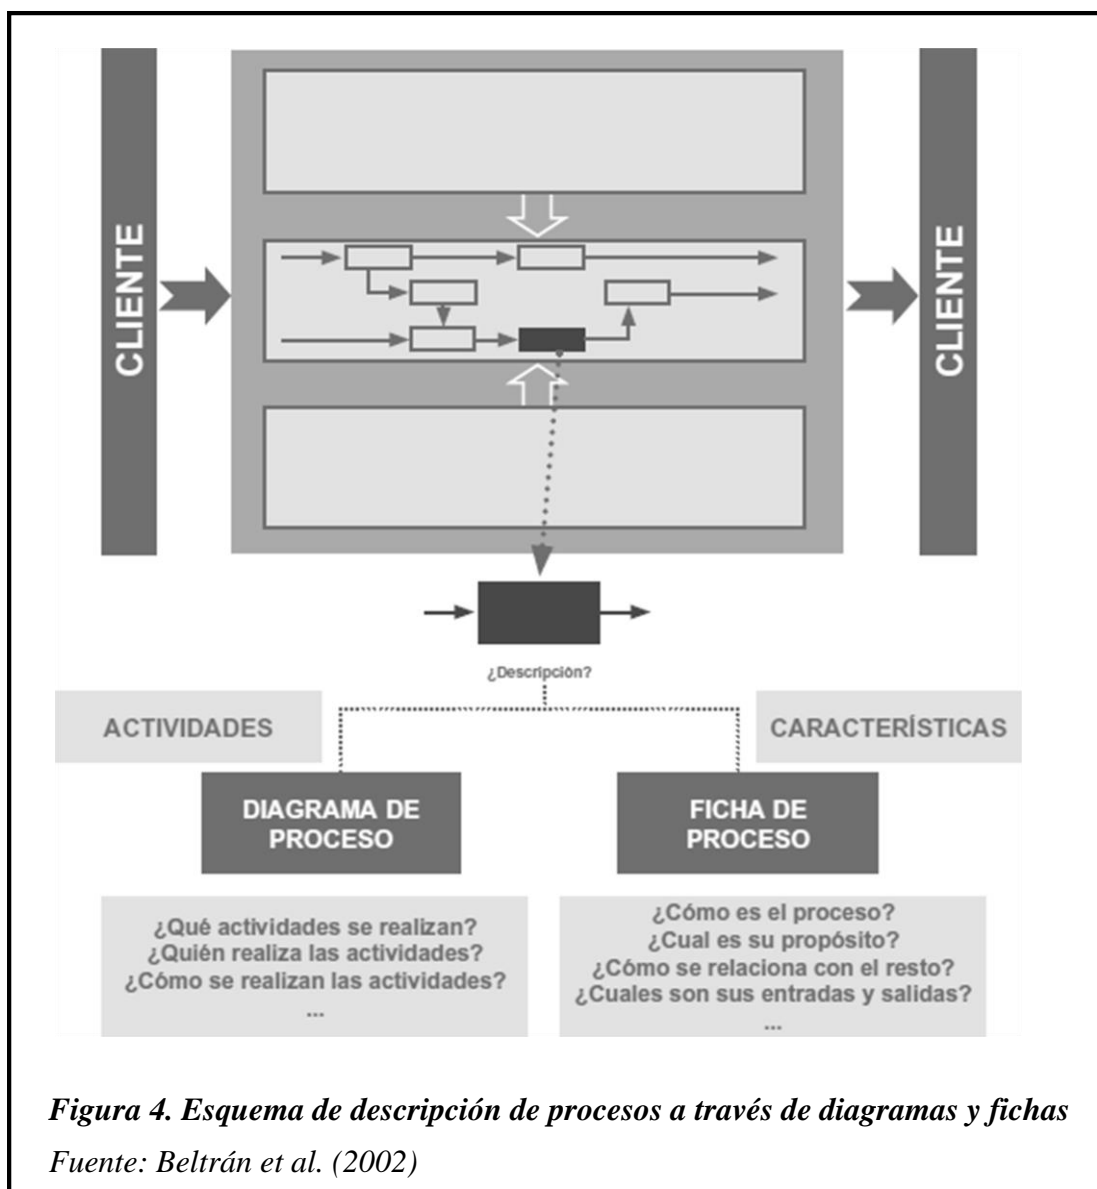 CLIENTE
CLIENTE
¿Descripción?
ACTIVIDADES
CARACTERÍSTICAS
DIAGRAMA DE
PROCESO
FICHA DE
PROCESO
¿Qué actividades se realizan?
¿Quién realiza las actividades?
¿Cómo se realizan las actividades?
...
¿Cómo es el proceso?
¿Cual es su propósito?
¿Cómo se relaciona con el resto?
¿Cuales son sus entradas y salidas?
...
Figura 4. Esquema de descripción de procesos a través de diagramas y fichas
Fuente: Beltrán et al. (2002)